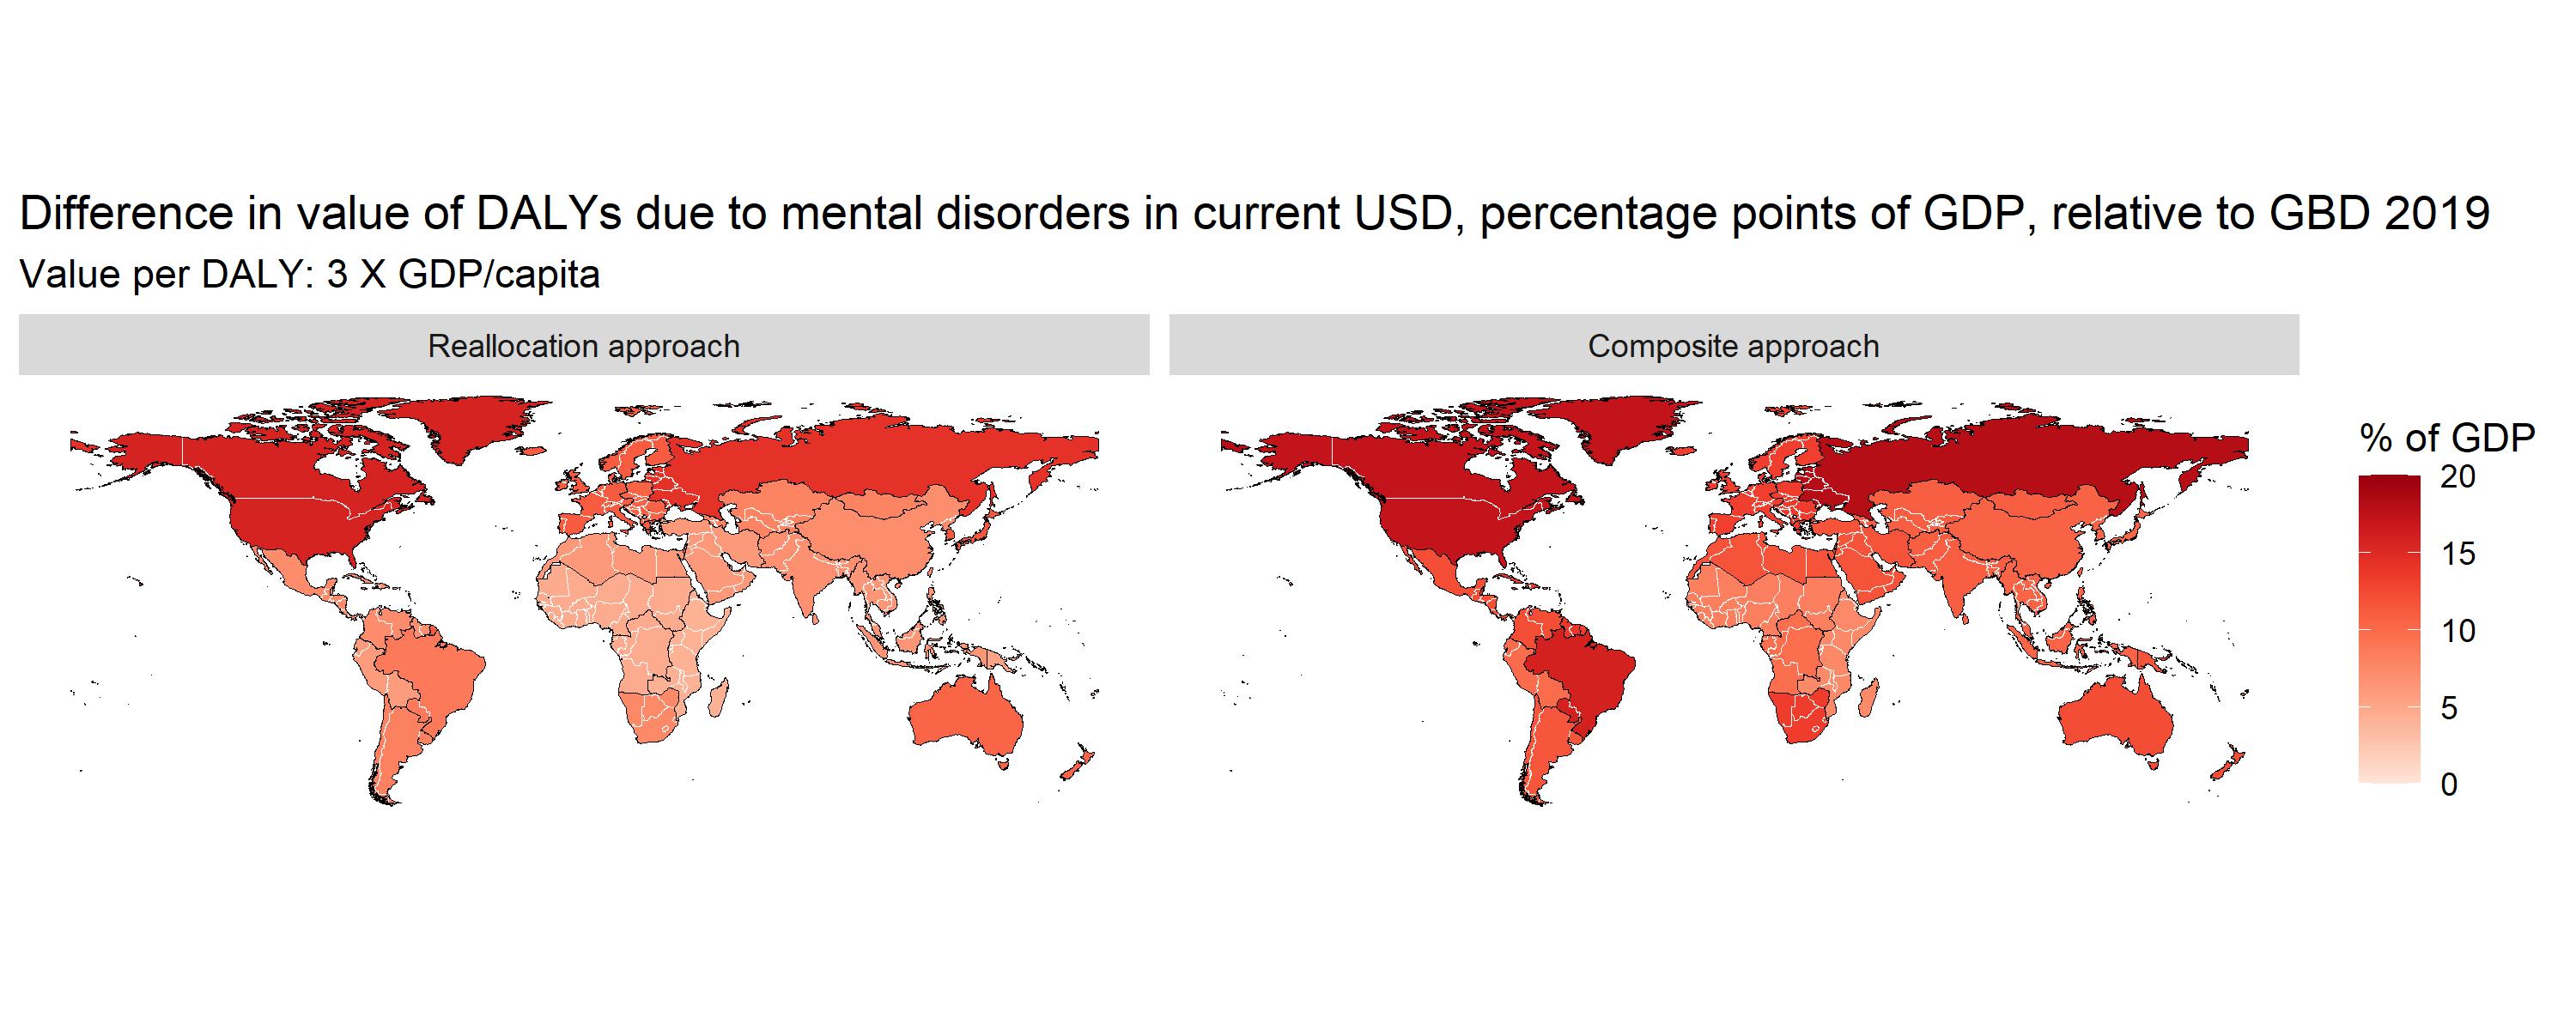 Difference in value of DALYs due to mental disorders in current USD, percentage points of GDP, relative to GBD 2019
Value per DALY: 3 X GDP/capita
Reallocation approach
Composite approach
% of GDP
20
15
10
5
0